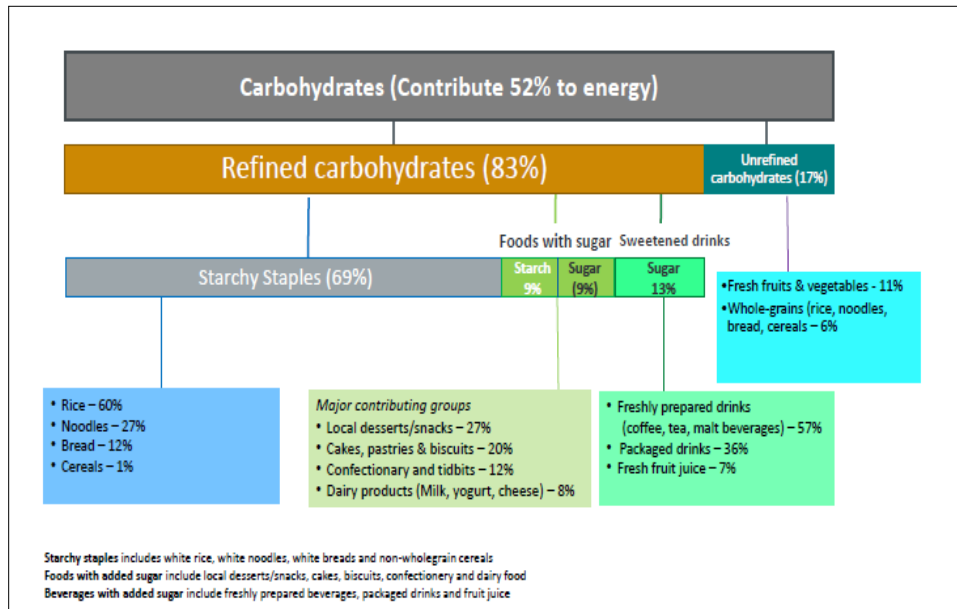 Carbohydrates (Contribute 52% to energy)
Refined carbohydrates (83%)
Unrefined
carbohydrates (17%)
Foods with sugar
Sweetened drinks
Starchy Staples (69%)
Starch
9%
Sugar
(9%)
Sugar
13%
•Fresh fruits & vegetables - 11%
•Whole-grains (rice, noodles,
bread, cereals – 6%
• Rice – 60%
• Noodles – 27%
• Bread – 12%
• Cereals – 1%
Major contributing groups
• Local desserts/snacks – 27%
• Cakes, pastries & biscuits – 20%
• Confectionary and tidbits – 12%
• Dairy products (Milk, yogurt, cheese) – 8%
• Freshly prepared drinks
(coffee, tea, malt beverages) – 57%
• Packaged drinks – 36%
• Fresh fruit juice – 7%
Starchy staples includes white rice, white noodles, white breads and non-wholegrain cereals
Foods with added sugar include local desserts/snacks, cakes, biscuits, confectionery and dairy food
Beverages with added sugar include freshly prepared beverages, packaged drinks and fruit juice